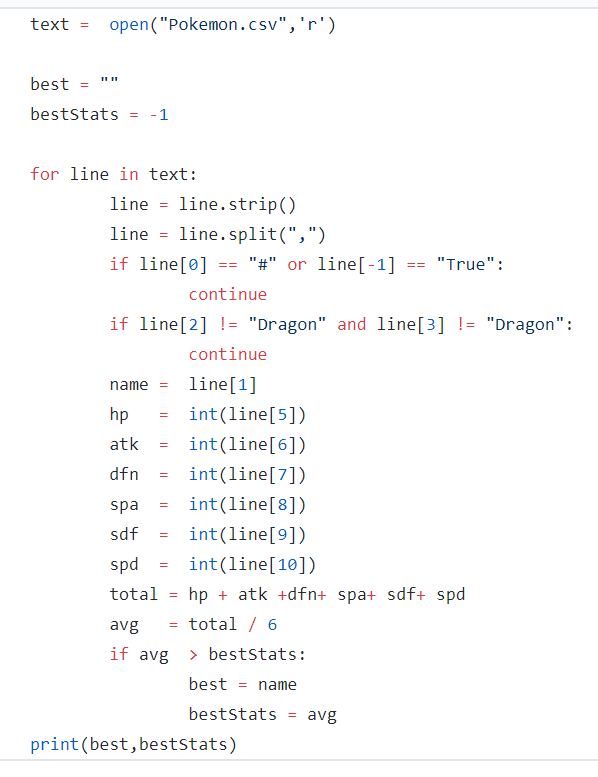 text =  open("Pokemon.csv",'r')
best = ""
bestStats = -1
for line in text:
        line = line.strip()
        line = line.split(",")
        if line[0] == "#" or line[-1] == "True":
                continue
        if line[2] != "Dragon" and line[3] != "Dragon":
                continue
        name =  line[1]
        hp   =  int(line[5])
        atk  =  int(line[6])
        dfn  =  int(line[7])
        spa  =  int(line[8])
        sdf  =  int(line[9])
        spd  =  int(line[10])
        total = hp + atk +dfn+ spa+ sdf+ spd
        avg   = total / 6
        if avg  > bestStats:
                best = name
                bestStats = avg
print(best,bestStats)